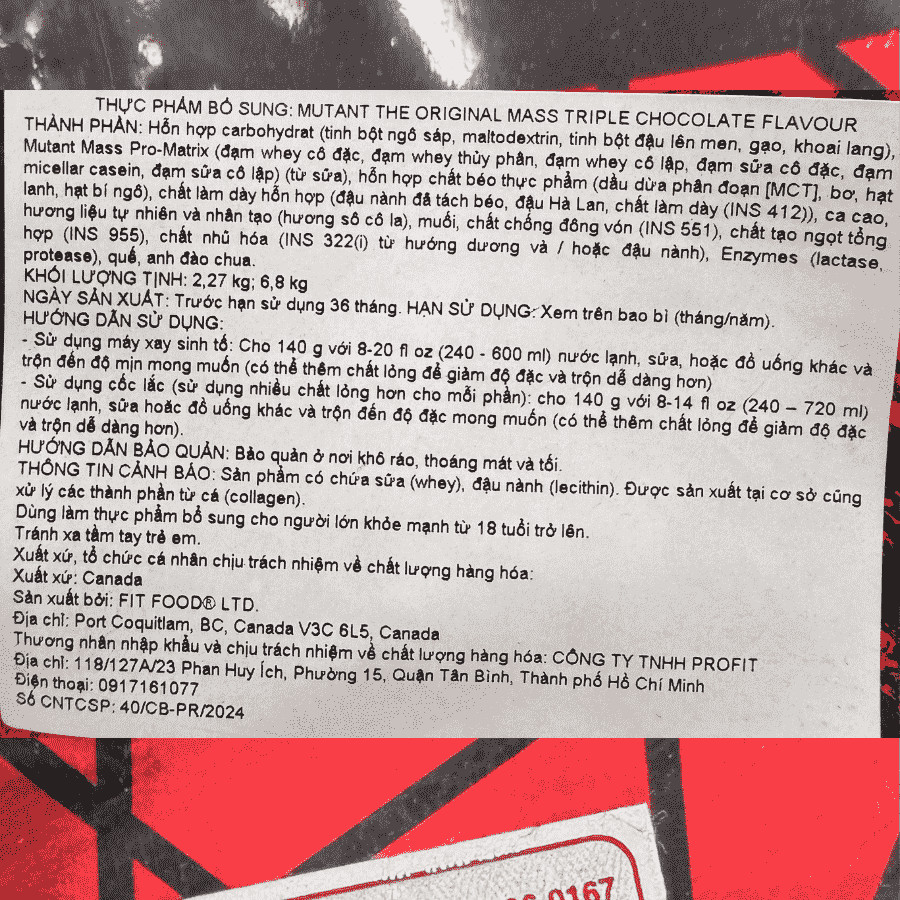 THỰC PHẨM BỔ SUNG: MUTANT THE ORIGINAL MASS TRIPLE CHOCOLATE FLAVOUR
THÀNH PHẦN: Hỗn hợp carbohydrat (tinh bột ngô sáp, maltodextrin, tinh bột đậu lên men, gạo, khoai lang),
Mutant Mass Pro-Matrix (đạm whey cô đặc, đạm whey thủy phân, đạm whey cô lập, đạm sữa cô đặc, đạm
micellar casein, đạm sữa cô lập) (từ sữa), hỗn hợp chất béo thực phẩm (dầu dừa phân đoạn [MCT], bơ, hạt
lanh, hạt bí ngô), chất làm dày hỗn hợp (đậu nành đã tách béo, đậu Hà Lan, chất làm dày (INS 412)), ca cao,
hương liệu tự nhiên và nhân tạo (hương sô cô la), muối, chất chống đông vón (INS 551), chất tạo ngọt tổng
hợp (INS 955), chất nhũ hóa (INS 322(i) từ hướng dương và / hoặc đậu nành), Enzymes (lactase,
protease), quế, anh đào chua.
KHỐI LƯỢNG TỊNH: 2,27 kg; 6,8 kg
NGÀY SẢN XUẤT: Trước hạn sử dụng 36 tháng. HẠN SỬ DỤNG: Xem trên bao bì (tháng/năm).
HƯỚNG DẪN SỬ DỤNG:
- Sử dụng máy xay sinh tố: Cho 140 g với 8-20 fl oz (240 - 600 ml) nước lạnh, sữa, hoặc đồ uống khác và
trộn đến độ mịn mong muốn (có thể thêm chất lỏng để giảm độ đặc và trộn dễ dàng hơn)
- Sử dụng cốc lắc (sử dụng nhiều chất lỏng hơn cho mỗi phần): cho 140 g với 8-14 fl oz (240 – 720 ml)
nước lạnh, sữa hoặc đồ uống khác và trộn đến độ đặc mong muốn (có thể thêm chất lỏng để giảm độ đặc
và trộn dễ dàng hơn).
HƯỚNG DẪN BẢO QUẢN: Bảo quản ở nơi khô ráo, thoáng mát và tối.
THÔNG TIN CẢNH BÁO: Sản phẩm có chứa sữa (whey), đậu nành (lecithin). Được sản xuất tại cơ sở cũng
xử lý các thành phần từ cá (collagen).
Dùng làm thực phẩm bổ sung cho người lớn khỏe mạnh từ 18 tuổi trở lên.
Tránh xa tầm tay trẻ em.
Xuất xứ, tổ chức cá nhân chịu trách nhiệm về chất lượng hàng hóa:
Xuất xứ: Canada
Sản xuất bởi: FIT FOOD® LTD.
Địa chỉ: Port Coquitlam, BC, Canada V3C 6L5, Canada
Thương nhân nhập khẩu và chịu trách nhiệm về chất lượng hàng hóa: CÔNG TY TNHH PROFIT
Địa chỉ: 118/127A/23 Phan Huy Ích, Phường 15, Quận Tân Bình, Thành phố Hồ Chí Minh
Điện thoại: 0917161077
Số CNTCSP: 40/CB-PR/2024
0167